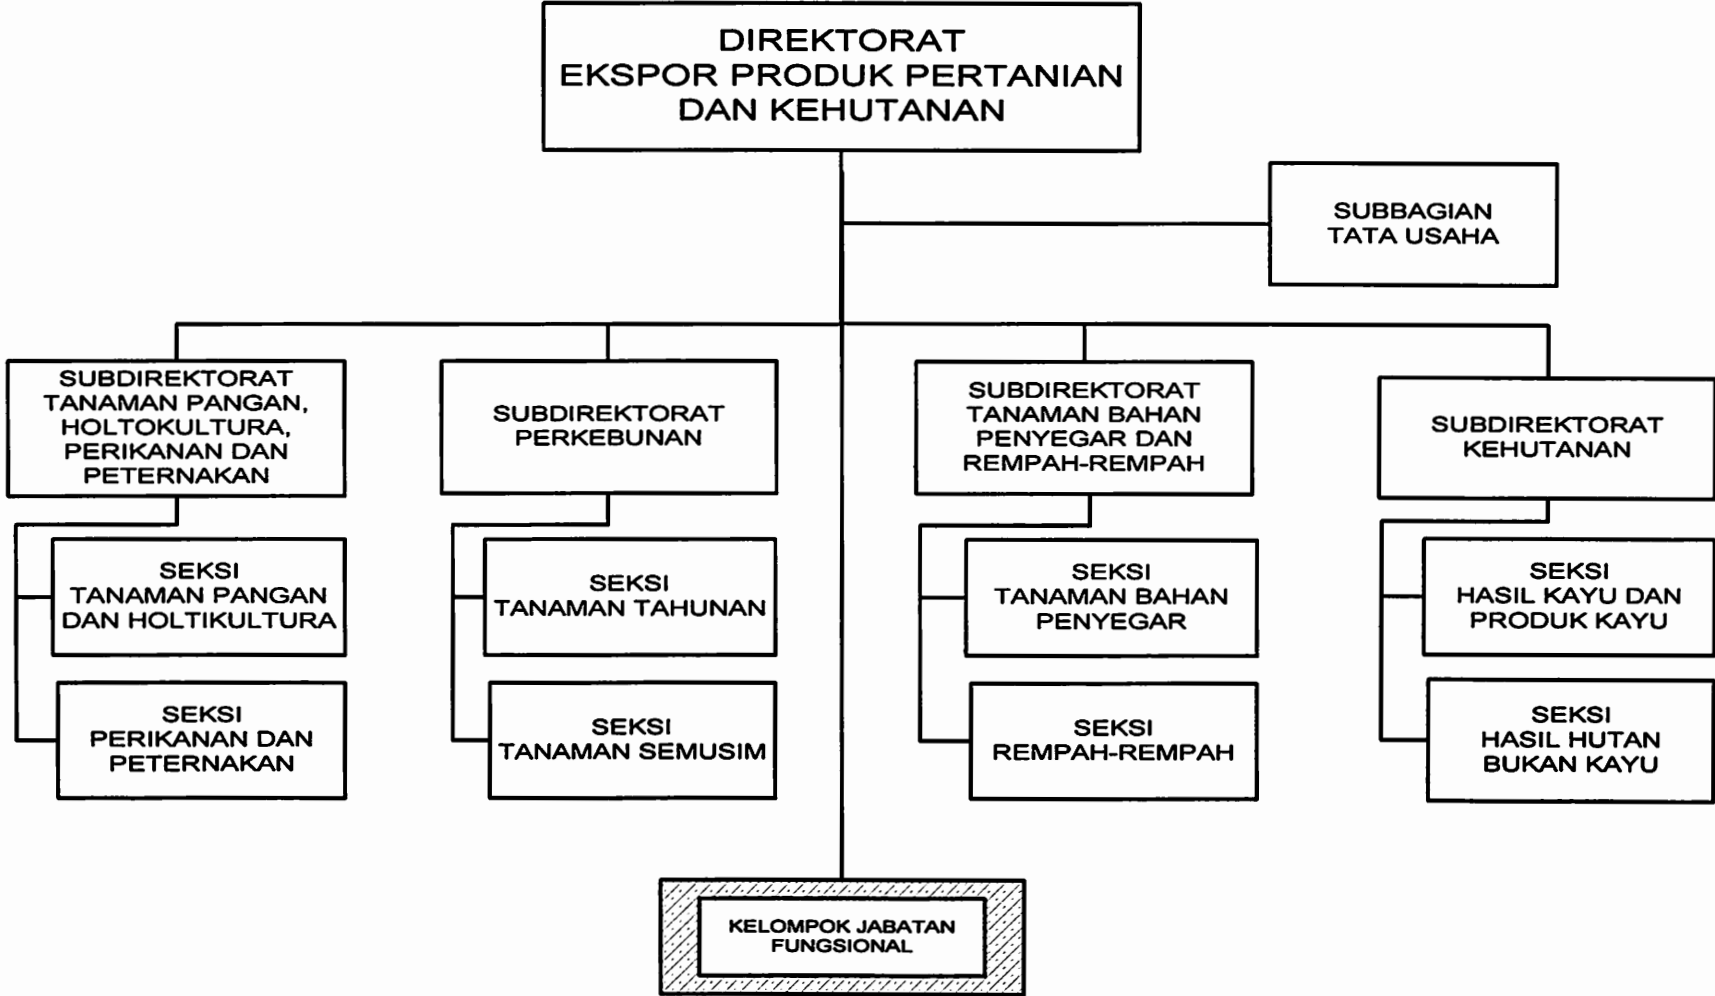 DIREKTORAT
EKSPOR PRODUK PERTANIAN
DAN KEHUTANAN
SUBBAGIAN
TATA USAHA
SUBDIREKTORAT
TANAMAN PANGAN,
HOLTOKULTURA,
PERIKANAN DAN
PETERNAKAN
SUBDIREKTORAT
PERKEBUNAN
SUBDIREKTORAT
TANAMAN BAHAN
PENYEGAR DAN
REMPAH-REMPAH
SUBDIREKTORAT
KEHUTANAN
SEKSI
TANAMAN PANGAN
DAN HOLTIKULTURA
SEKSI
TANAMAN TAHUNAN
SEKSI
TANAMAN BAHAN
PENYEGAR
SEKSI
HASIL KAYU DAN
PRODUK KAYU
SEKSI
PERIKANAN DAN
PETERNAKAN
SEKSI
TANAMAN SEMUSIM
SEKSI
REMPAH-REMPAH
SEKSI
HASIL HUTAN
BUKAN KAYU
KELOMPOK JABATAN
FUNGSIONAL